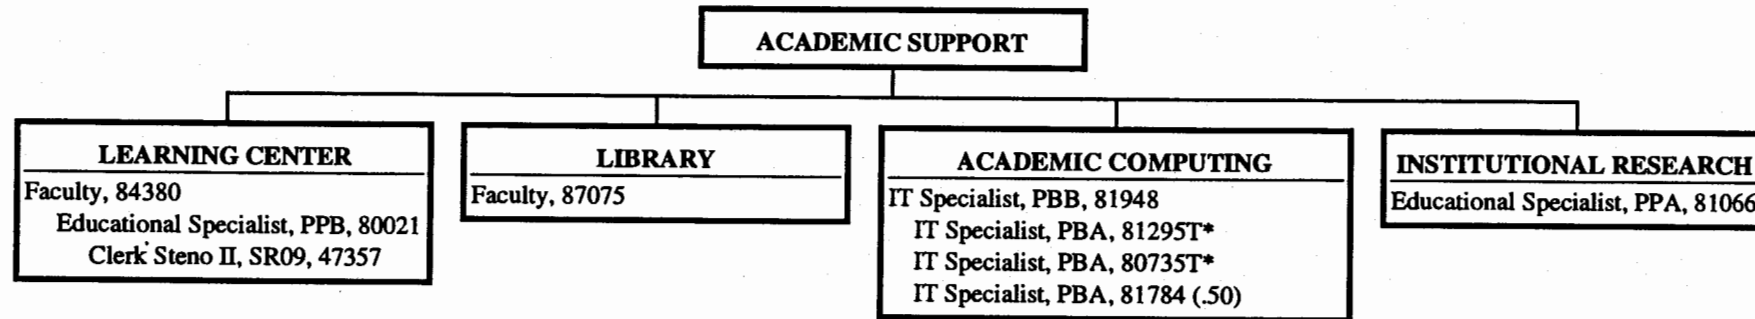 ACADEMIC SUPPORT
LEARNING CENTER
Faculty, 84380
Educational Specialist, PPB, 80021
Clerk Steno II, SR09, 47357
LIBRARY
Faculty, 87075
ACADEMIC COMPUTING
IT Specialist, PBB, 81948
IT Specialist, PBA, 81295T*
IT Specialist, PBA, 80735T*
IT Specialist, PBA, 81784 (.50)
INSTITUTIONAL RESEARCH
Educational Specialist, PPA, 81066